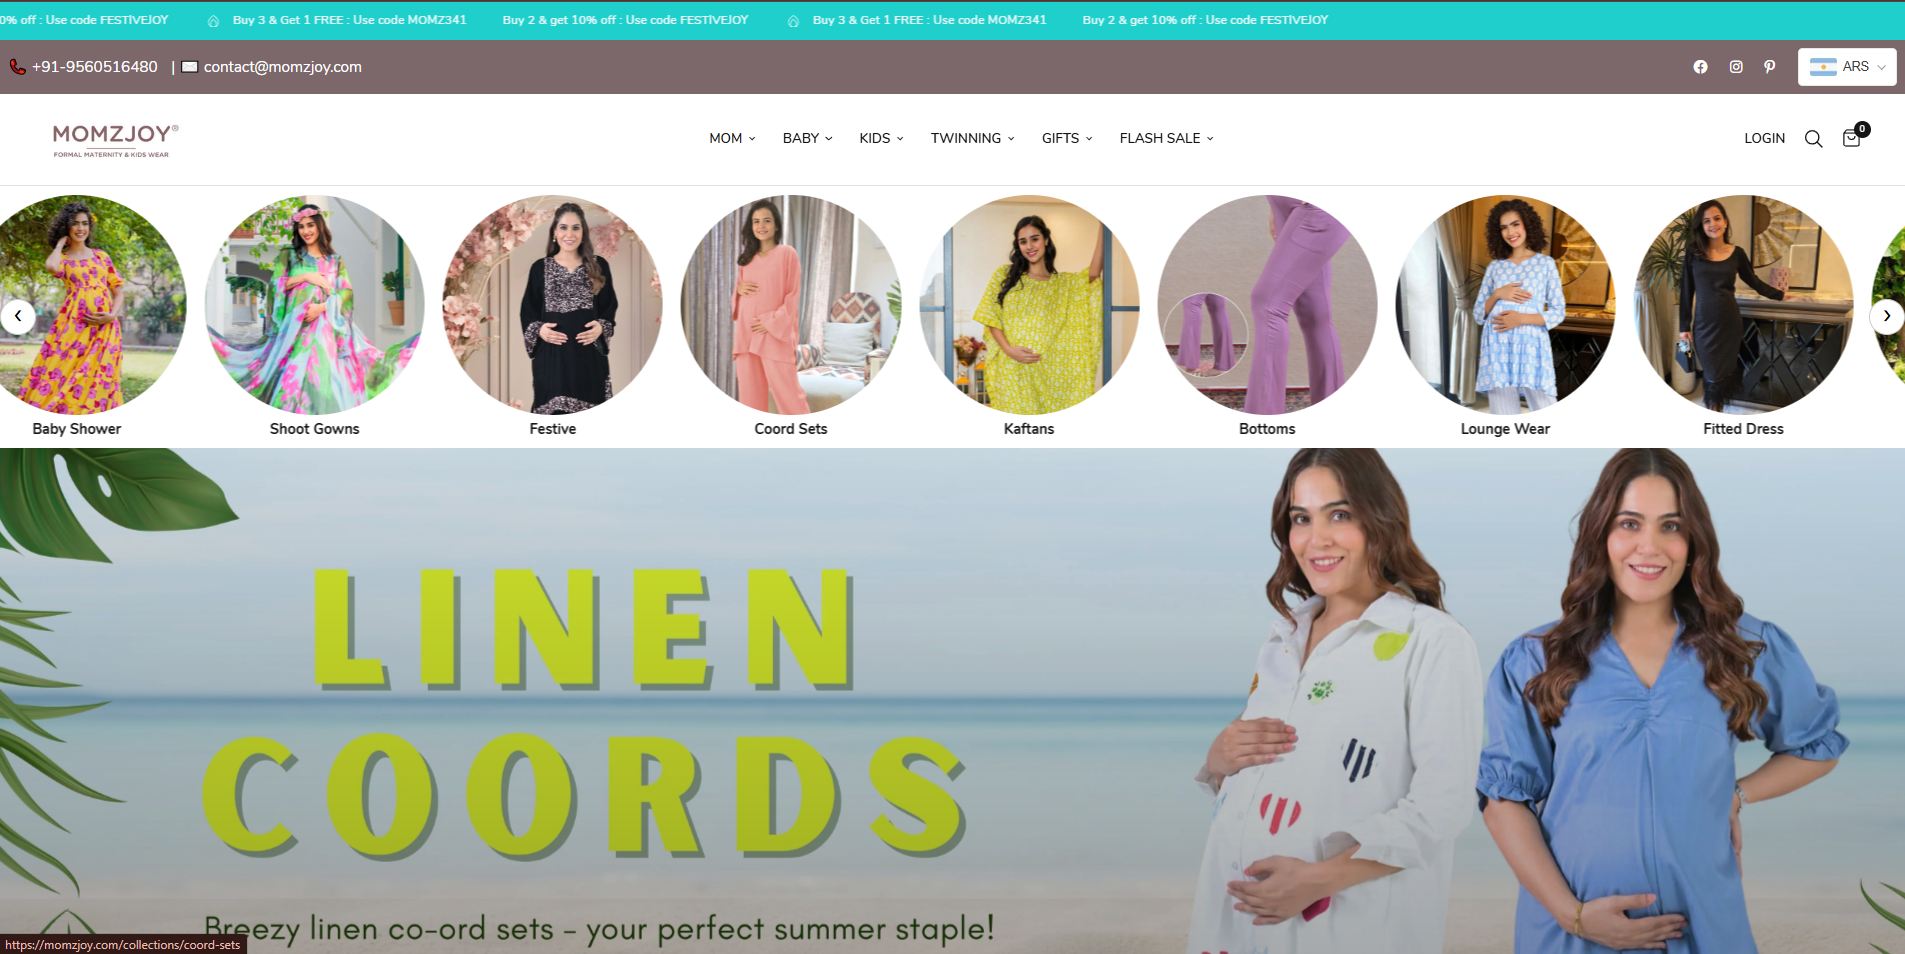 0% off : Use code FESTIVEJOY Buy 3 & Get 1 FREE : Use code MOMZ341 Buy 2 & get 10% off : Use code FESTIVEJOY Buy 3 & Get 1 FREE : Use code MOMZ341 Buy 2 & get 10% off : Use code FESTIVEJOY
+91-9560516480 | contact@momzjoy.com ARS
MOMZJOY®
FORMAL MATERNITY & KIDS WEAR
MOM BABY KIDS TWINNING GIFTS FLASH SALE LOGIN 0
Baby Shower Shoot Gowns Festive Coord Sets Kaftans Bottoms Lounge Wear Fitted Dress
LINEN
COORDS
Breezy linen co-ord sets – your perfect summer staple!
https://momzjoy.com/collections/coord-sets